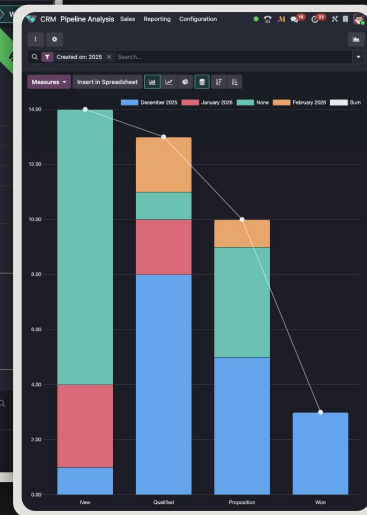 W
CRM Pipeline Analysis Sales Reporting Configuration
Created on: 2025 × Search...
Measures Insert in Spreadsheet
December 2025 January 2026 None February 2026 Sum
14.00
12.00
10.00
8.00
6.00
4.00
2.00
0.00
New Qualified Proposition Won